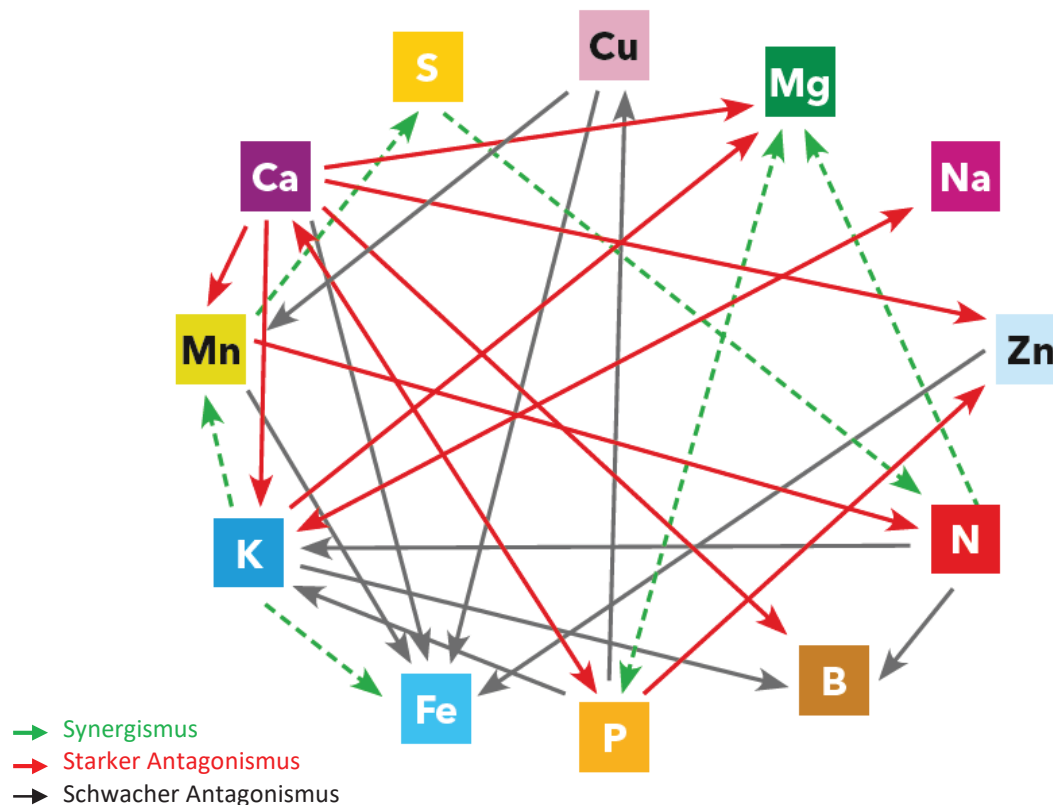 Cu
S
Mg
Ca
Na
Mn
Zn
K
N
B
Fe
P
Synergismus
Starker Antagonismus
Schwacher Antagonismus